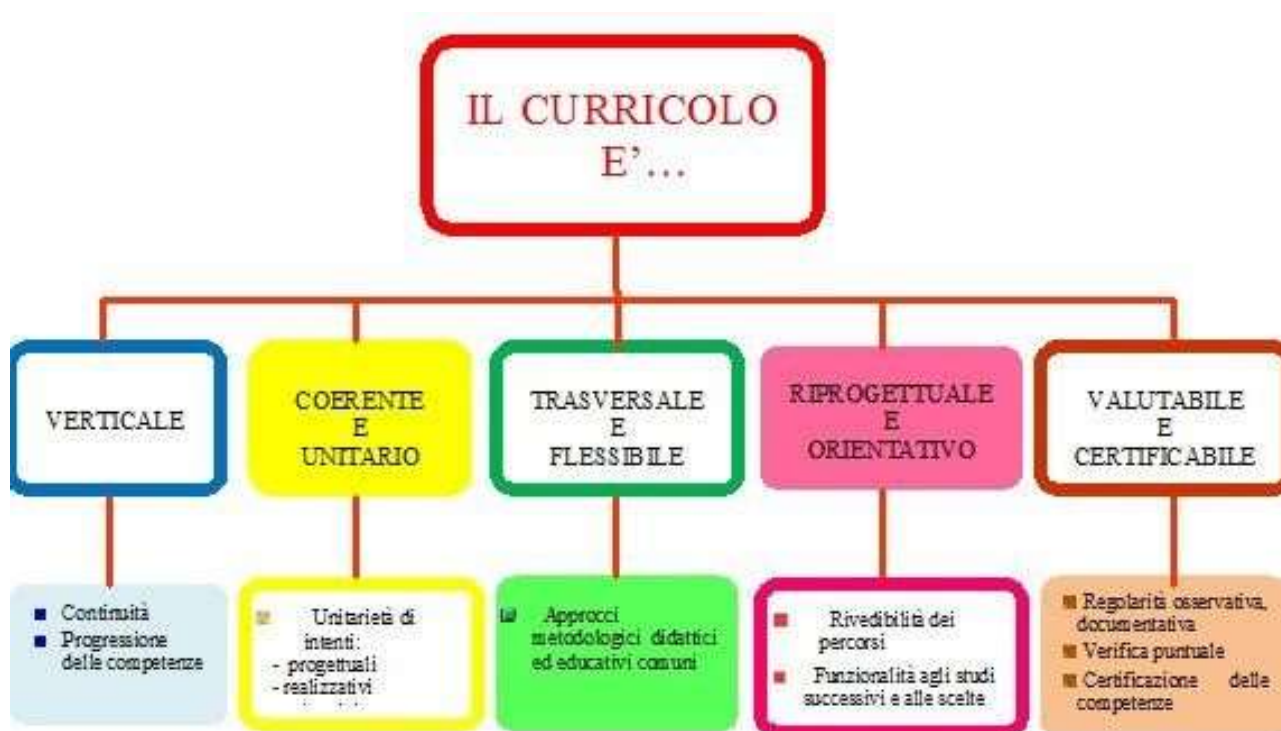 IL CURRICOLO
E’…
VERTICALE
COERENTE
E
UNITARIO
TRASVERSALE
E
FLESSIBILE
RIPROGETTUALE
E
ORIENTATIVO
VALUTABILE
E
CERTIFICABILE
Continuità
Progressione
delle competenze
Unitarietà di
intenti:
- progettuali
- realizzativi
Approcci
metodologici didattici
ed educativi comuni
Rivedibilità dei
percorsi
Funzionalità agli studi
successivi e alle scelte
Regolarità osservativa,
documentativa
Verifica puntuale
Certificazione delle
competenze